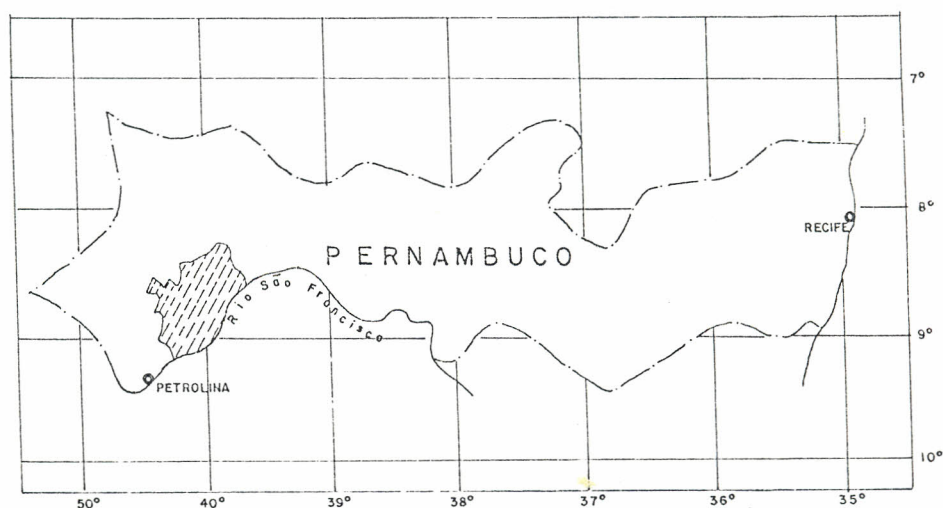 7°
8°
RECIFE
PERNAMBUCO
Rio São Francisco
9°
PETROLINA
10°
50° 40° 39° 38° 37° 36° 35°